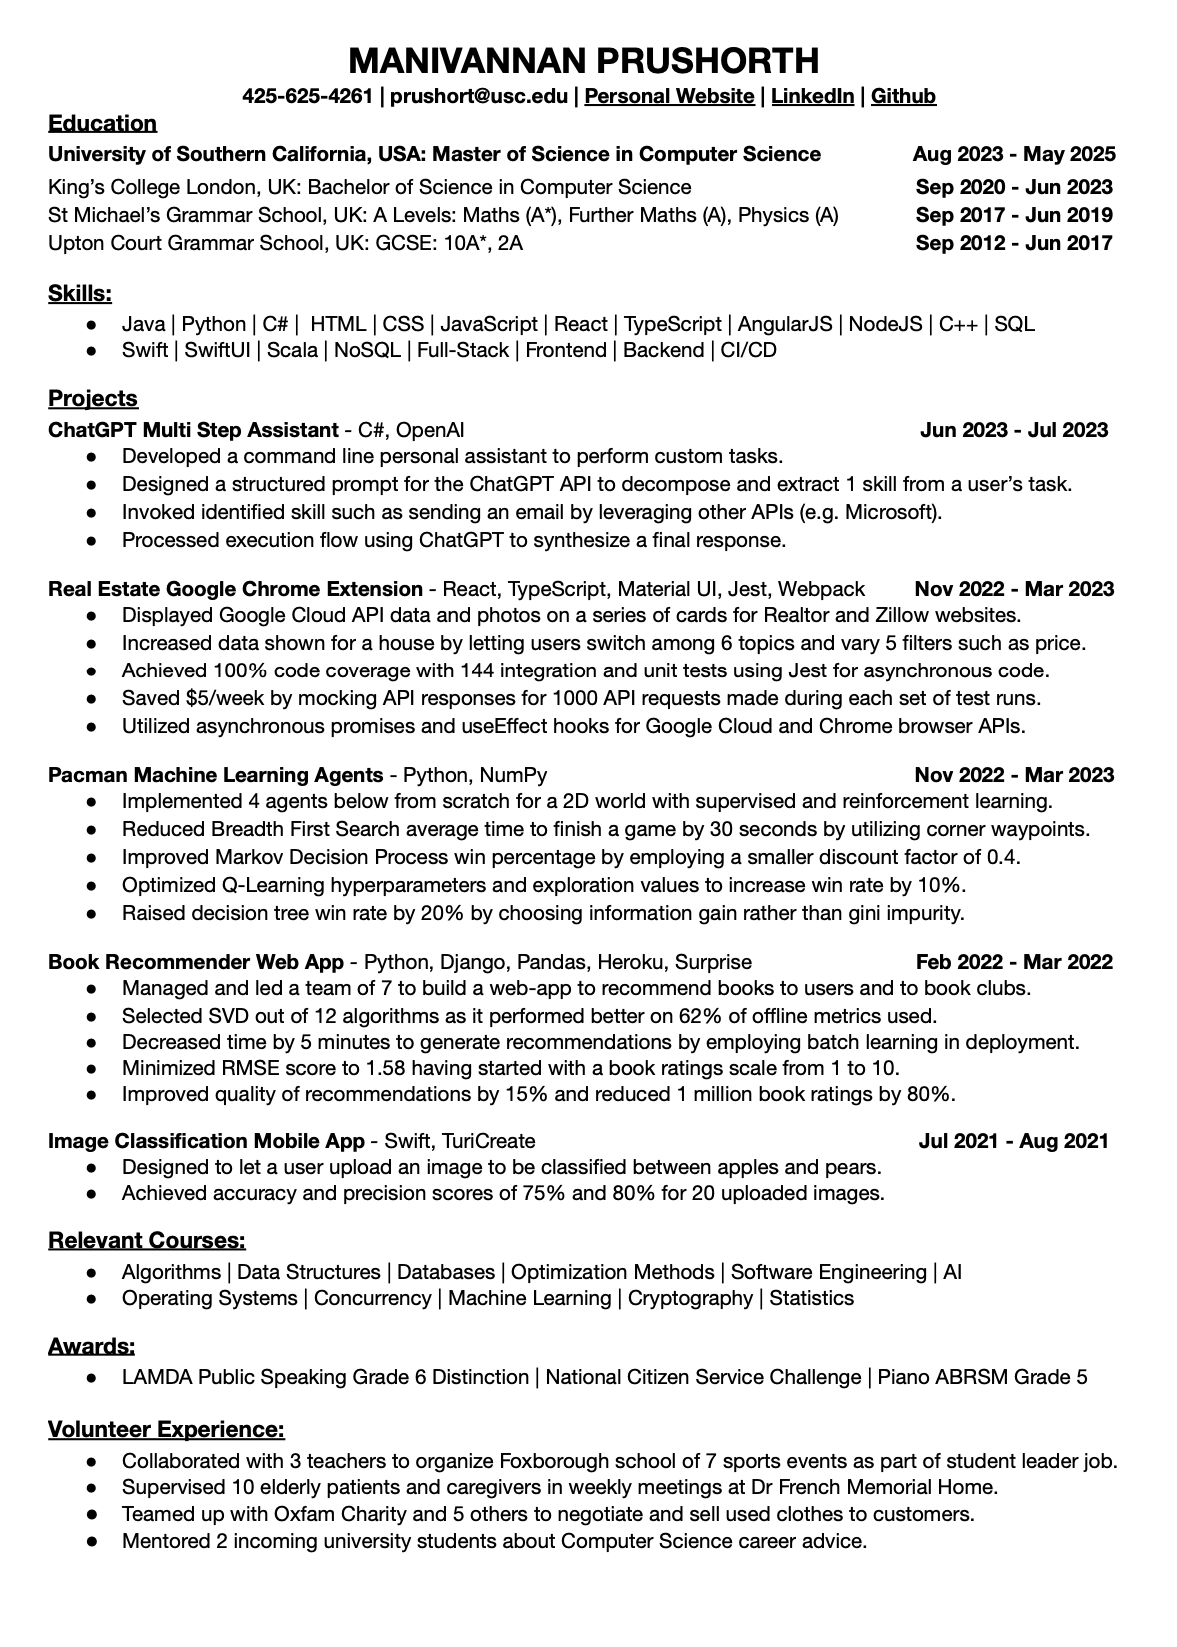 MANIVANNAN PRUSHORTH
425-625-4261 | prushort@usc.edu | Personal Website | LinkedIn | Github
Education
University of Southern California, USA: Master of Science in Computer Science Aug 2023 - May 2025
King’s College London, UK: Bachelor of Science in Computer Science Sep 2020 - Jun 2023
St Michael’s Grammar School, UK: A Levels: Maths (A*), Further Maths (A), Physics (A) Sep 2017 - Jun 2019
Upton Court Grammar School, UK: GCSE: 10A*, 2A Sep 2012 - Jun 2017
Skills:
● Java | Python | C# | HTML | CSS | JavaScript | React | TypeScript | AngularJS | NodeJS | C++ | SQL
● Swift | SwiftUI | Scala | NoSQL | Full-Stack | Frontend | Backend | CI/CD
Projects
ChatGPT Multi Step Assistant - C#, OpenAI Jun 2023 - Jul 2023
● Developed a command line personal assistant to perform custom tasks.
● Designed a structured prompt for the ChatGPT API to decompose and extract 1 skill from a user’s task.
● Invoked identified skill such as sending an email by leveraging other APIs (e.g. Microsoft).
● Processed execution flow using ChatGPT to synthesize a final response.
Real Estate Google Chrome Extension - React, TypeScript, Material UI, Jest, Webpack Nov 2022 - Mar 2023
● Displayed Google Cloud API data and photos on a series of cards for Realtor and Zillow websites.
● Increased data shown for a house by letting users switch among 6 topics and vary 5 filters such as price.
● Achieved 100% code coverage with 144 integration and unit tests using Jest for asynchronous code.
● Saved $5/week by mocking API responses for 1000 API requests made during each set of test runs.
● Utilized asynchronous promises and useEffect hooks for Google Cloud and Chrome browser APIs.
Pacman Machine Learning Agents - Python, NumPy Nov 2022 - Mar 2023
● Implemented 4 agents below from scratch for a 2D world with supervised and reinforcement learning.
● Reduced Breadth First Search average time to finish a game by 30 seconds by utilizing corner waypoints.
● Improved Markov Decision Process win percentage by employing a smaller discount factor of 0.4.
● Optimized Q-Learning hyperparameters and exploration values to increase win rate by 10%.
● Raised decision tree win rate by 20% by choosing information gain rather than gini impurity.
Book Recommender Web App - Python, Django, Pandas, Heroku, Surprise Feb 2022 - Mar 2022
● Managed and led a team of 7 to build a web-app to recommend books to users and to book clubs.
● Selected SVD out of 12 algorithms as it performed better on 62% of offline metrics used.
● Decreased time by 5 minutes to generate recommendations by employing batch learning in deployment.
● Minimized RMSE score to 1.58 having started with a book ratings scale from 1 to 10.
● Improved quality of recommendations by 15% and reduced 1 million book ratings by 80%.
Image Classification Mobile App - Swift, TuriCreate Jul 2021 - Aug 2021
● Designed to let a user upload an image to be classified between apples and pears.
● Achieved accuracy and precision scores of 75% and 80% for 20 uploaded images.
Relevant Courses:
● Algorithms | Data Structures | Databases | Optimization Methods | Software Engineering | AI
● Operating Systems | Concurrency | Machine Learning | Cryptography | Statistics
Awards:
● LAMDA Public Speaking Grade 6 Distinction | National Citizen Service Challenge | Piano ABRSM Grade 5
Volunteer Experience:
● Collaborated with 3 teachers to organize Foxborough school of 7 sports events as part of student leader job.
● Supervised 10 elderly patients and caregivers in weekly meetings at Dr French Memorial Home.
● Teamed up with Oxfam Charity and 5 others to negotiate and sell used clothes to customers.
● Mentored 2 incoming university students about Computer Science career advice.